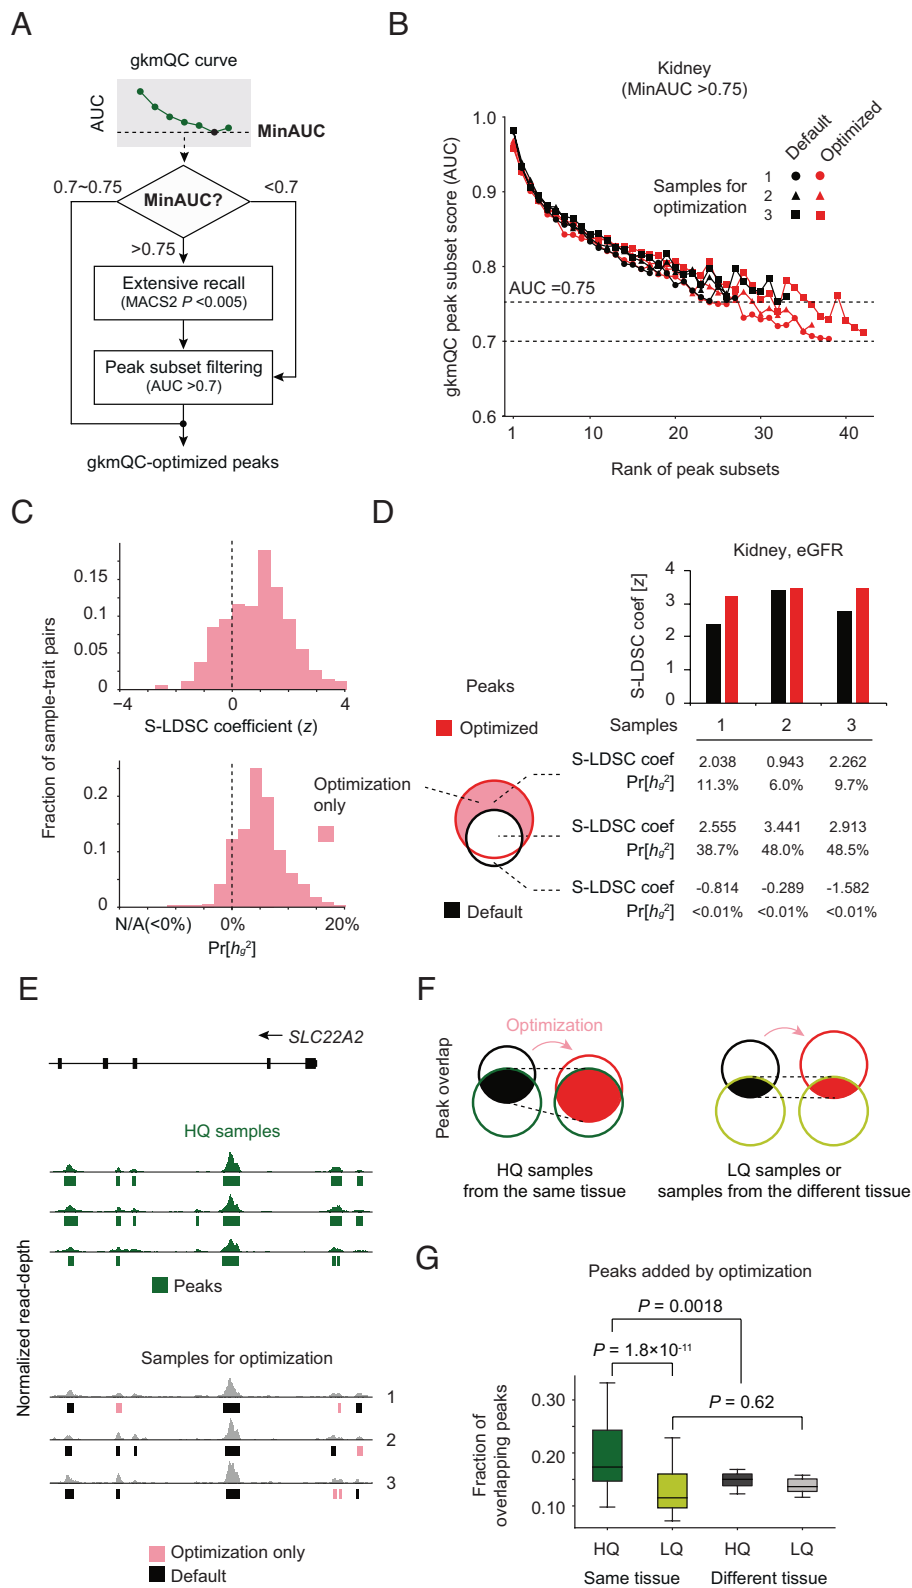 A
gkmQC curve
AUC
MinAUC
0.7~0.75
MinAUC?
<0.7
>0.75
Extensive recall
(MACS2 P <0.005)
Peak subset filtering
(AUC >0.7)
gkmQC-optimized peaks
B
Kidney
(MinAUC >0.75)
gkmQC peak subset score (AUC)
1.0
0.9
0.8
0.7
0.6
Default
Optimized
Samples for
optimization
1
2
3
AUC =0.75
1
10
20
30
40
Rank of peak subsets
C
Fraction of sample-trait pairs
0.15
0.1
0.05
0
−4
0
4
S-LDSC coefficient (z)
0.2
0.1
0
Optimization
only
N/A(<0%)
0%
20%
Pr[hg²]
D
Kidney, eGFR
S-LDSC coef [z]
4
3
2
1
0
Peaks
Optimized
Default
Samples 1 2 3
S-LDSC coef 2.038 0.943 2.262
Pr[hg²] 11.3% 6.0% 9.7%
S-LDSC coef 2.555 3.441 2.913
Pr[hg²] 38.7% 48.0% 48.5%
S-LDSC coef -0.814 -0.289 -1.582
Pr[hg²] <0.01% <0.01% <0.01%
E
SLC22A2
HQ samples
Normalized read-depth
Peaks
Samples for optimization
1
2
3
Optimization only
Default
F
Optimization
Peak overlap
HQ samples
from the same tissue
LQ samples or
samples from the different tissue
G
Peaks added by optimization
P = 0.0018
P = 1.8×10⁻¹¹
P = 0.62
Fraction of
overlapping peaks
0.30
0.20
0.10
HQ LQ HQ LQ
Same tissue Different tissue